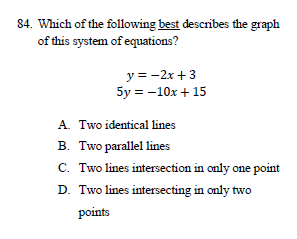 84. Which of the following best describes the graph
of this system of equations?
y = −2x + 3
5y = −10x + 15
A. Two identical lines
B. Two parallel lines
C. Two lines intersection in only one point
D. Two lines intersecting in only two
points